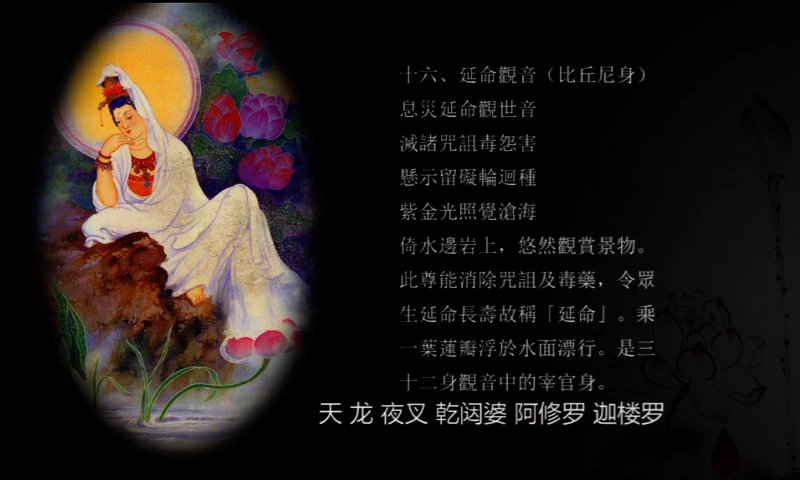 十六、延命觀音（比丘尼身）
息災延命觀世音
滅諸咒詛毒怨害
懸示留礙輪迴種
紫金光照覺滄海
倚水邊岩上，悠然觀賞景物。
此尊能消除咒詛及毒藥，令眾
生延命長壽故稱「延命」。乘
一葉蓮瓣浮於水面漂行。是三
十二身觀音中的宰官身。
天 龙 夜叉 乾闼婆 阿修罗 迦楼罗